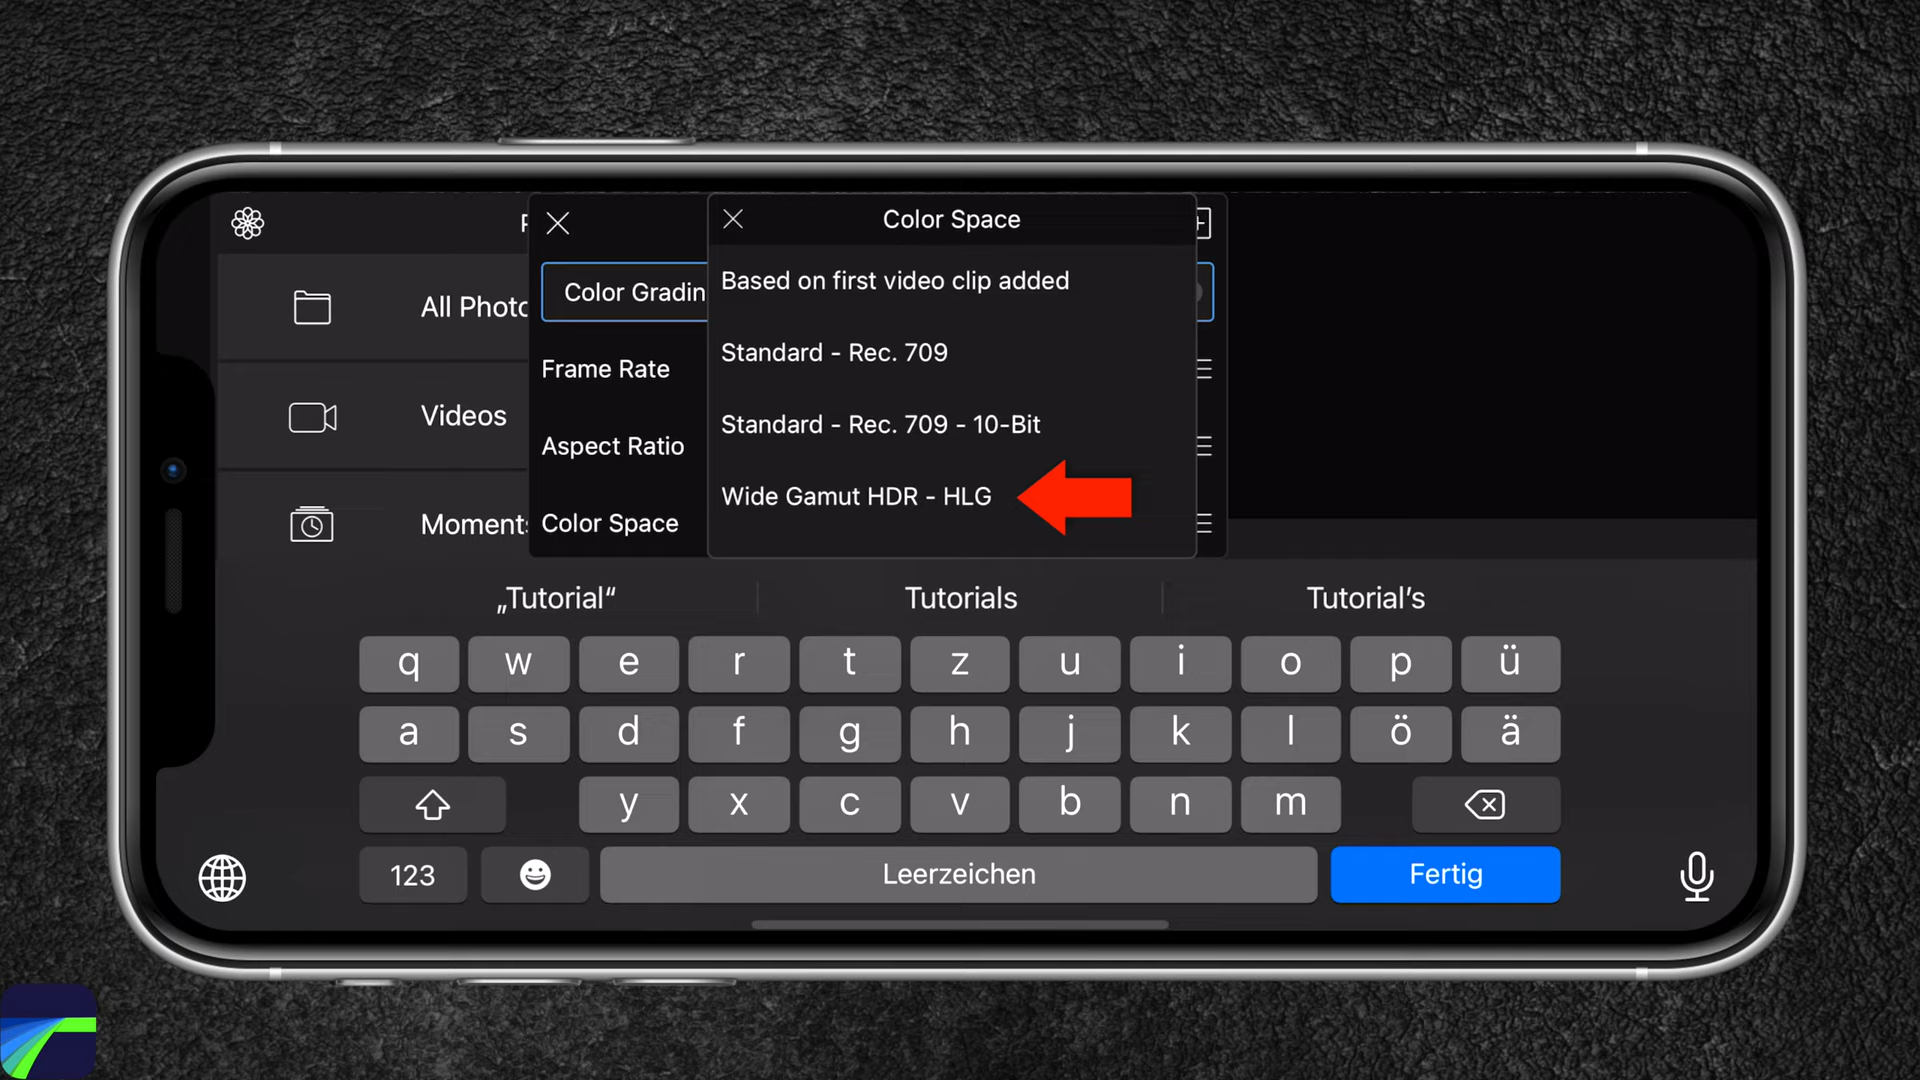 Color Space
Color Gradin
Based on first video clip added
All Photo
Standard - Rec. 709
Frame Rate
Videos
Standard - Rec. 709 - 10-Bit
Aspect Ratio
Wide Gamut HDR - HLG
Moments
Color Space
„Tutorial“
Tutorials
Tutorial’s
q w e r t z u i o p ü
a s d f g h j k l ö ä
y x c v b n m
123
Leerzeichen
Fertig